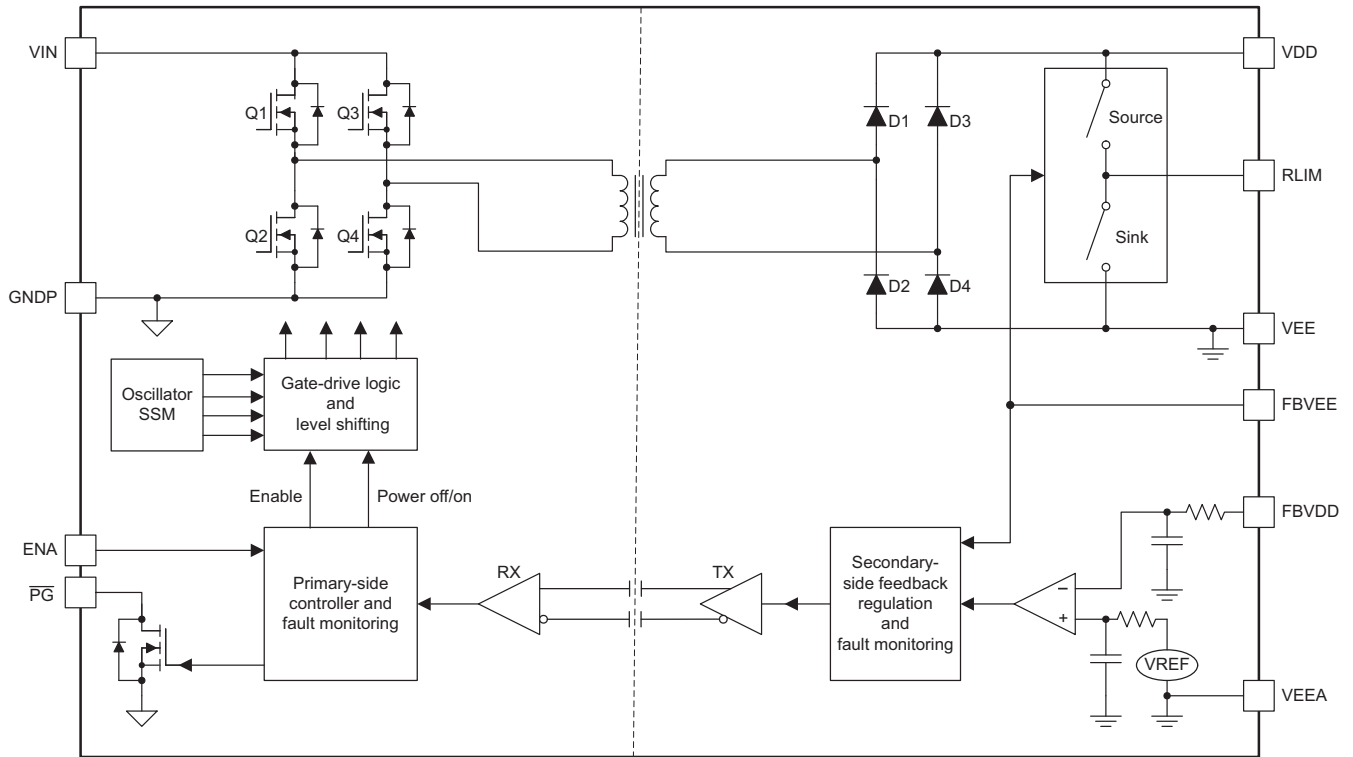 VIN
VDD
Q1
Q3
D1
D3
Source
RLIM
Q2
Q4
Sink
D2
D4
GNDP
VEE
Oscillator
SSM
Gate-drive logic
and
level shifting
FBVEE
Enable
Power off/on
FBVDD
ENA
PG
Primary-side
controller and
fault monitoring
RX
TX
Secondary-
side feedback
regulation
and
fault monitoring
–
+
VREF
VEEA